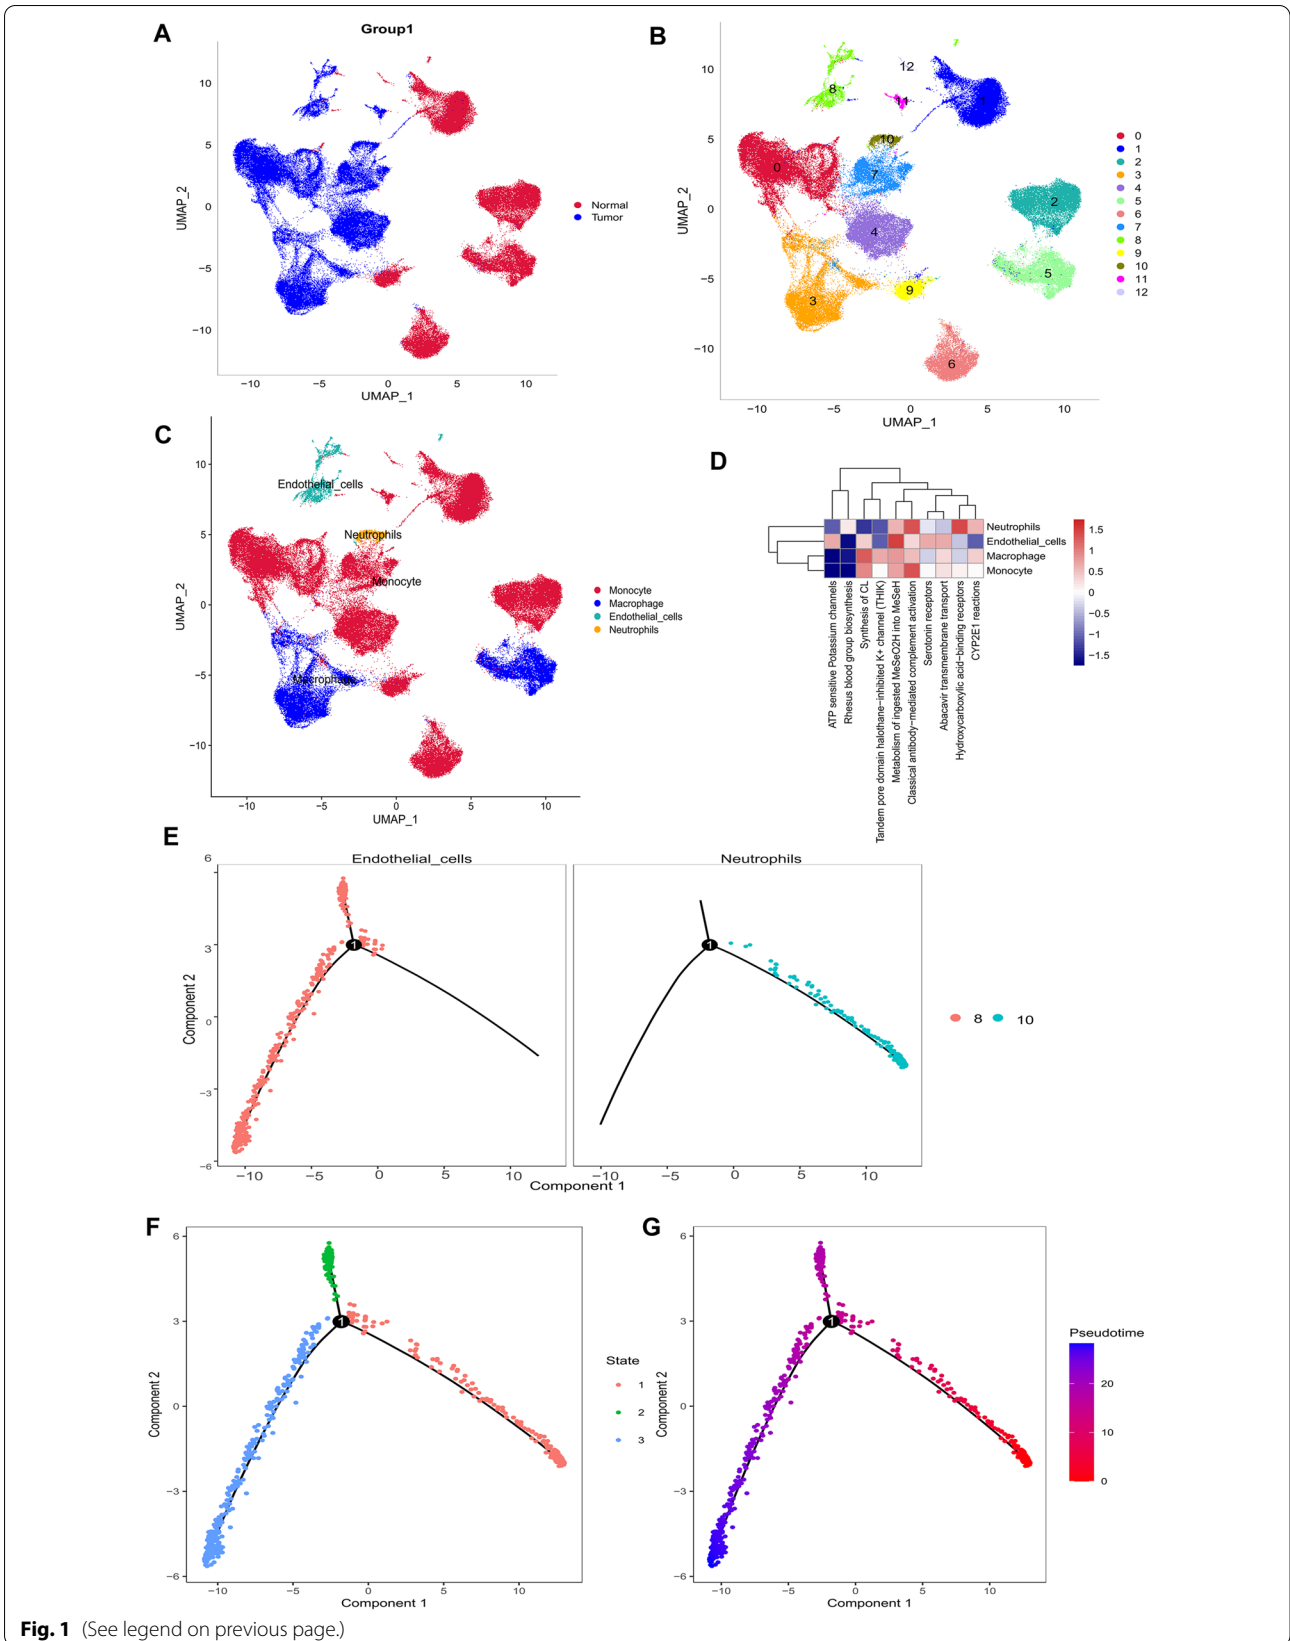 A
Group1
10
5
0
−5
−10
UMAP_2
−10
−5
0
5
10
UMAP_1
Normal
Tumor
B
10
5
0
−5
−10
UMAP_2
−10
−5
0
5
10
UMAP_1
12
8
11
1
10
0
7
2
4
5
3
9
6
0
1
2
3
4
5
6
7
8
9
10
11
12
C
10
5
0
−5
−10
UMAP_2
−10
−5
0
5
10
UMAP_1
Endothelial_cells
Neutrophils
Monocyte
Macrophage
Monocyte
Macrophage
Endothelial_cells
Neutrophils
D
Neutrophils
Endothelial_cells
Macrophage
Monocyte
ATP sensitive Potassium channels
Rhesus blood group biosynthesis
Synthesis of CL
Tandem pore domain halothane−inhibited K+ channel (THIK)
Metabolism of ingested MeSeO2H into MeSeH
Classical antibody−mediated complement activation
Serotonin receptors
Abacavir transmembrane transport
Hydroxycarboxylic acid−binding receptors
CYP2E1 reactions
1.5
1
0.5
0
−0.5
−1
−1.5
E
Endothelial_cells
Neutrophils
6
3
0
−3
−6
Component 2
1
1
−10
−5
0
5
10
−10
−5
0
5
10
Component 1
8
10
F
6
3
0
−3
−6
Component 2
1
−10
−5
0
5
10
Component 1
State
1
2
3
G
6
3
0
−3
−6
Component 2
1
−10
−5
0
5
10
Component 1
Pseudotime
20
10
0
Fig. 1 (See legend on previous page.)